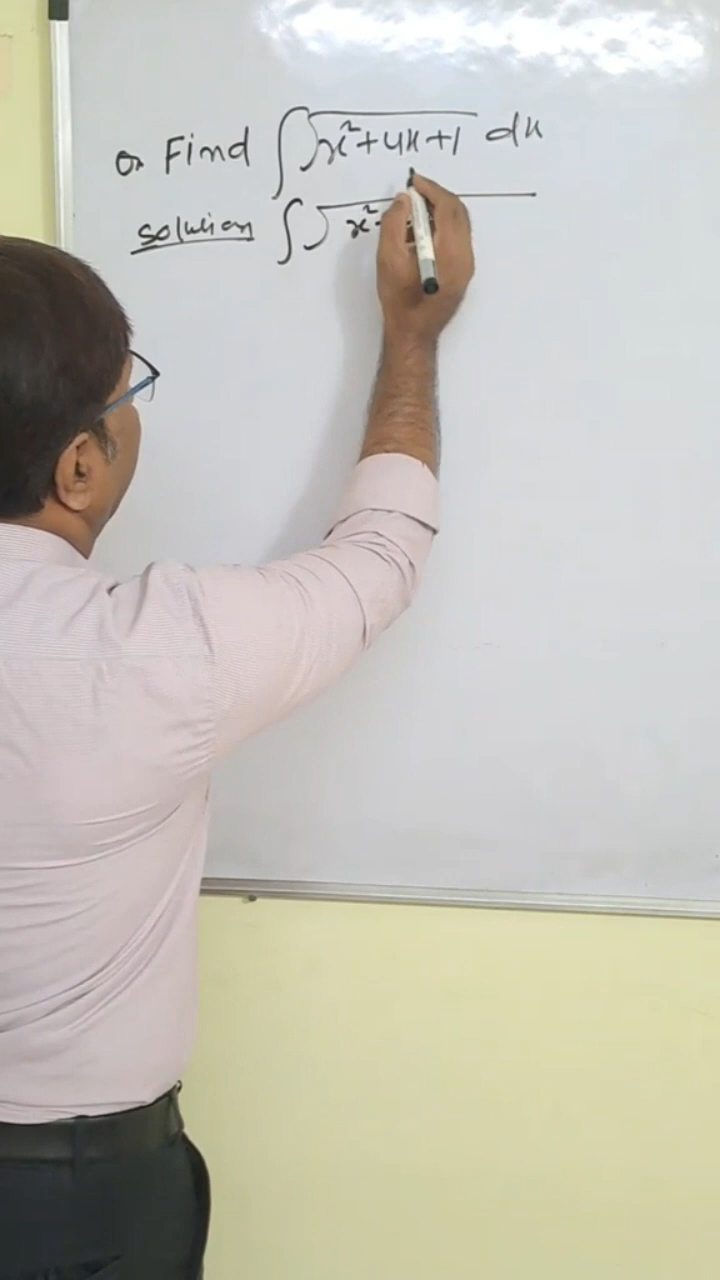 Q Find ∫√x²+4x+1 dx
Solution ∫√x²